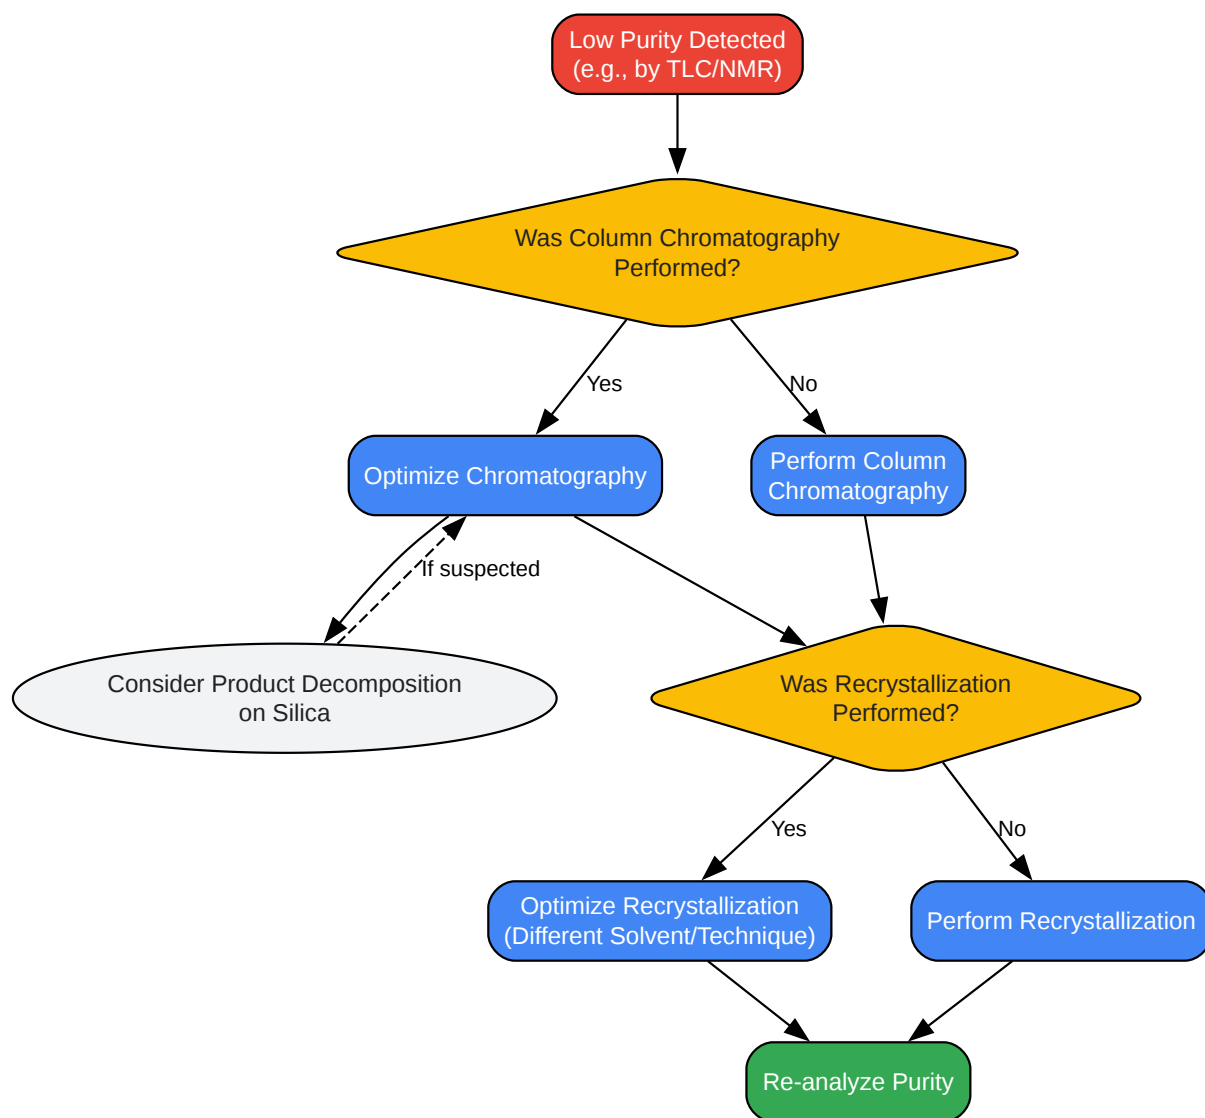 Low Purity Detected
(e.g., by TLC/NMR)
Was Column Chromatography
Performed?
Yes
No
Optimize Chromatography
Perform Column
Chromatography
If suspected
Consider Product Decomposition
on Silica
Was Recrystallization
Performed?
Yes
No
Optimize Recrystallization
(Different Solvent/Technique)
Perform Recrystallization
Re-analyze Purity